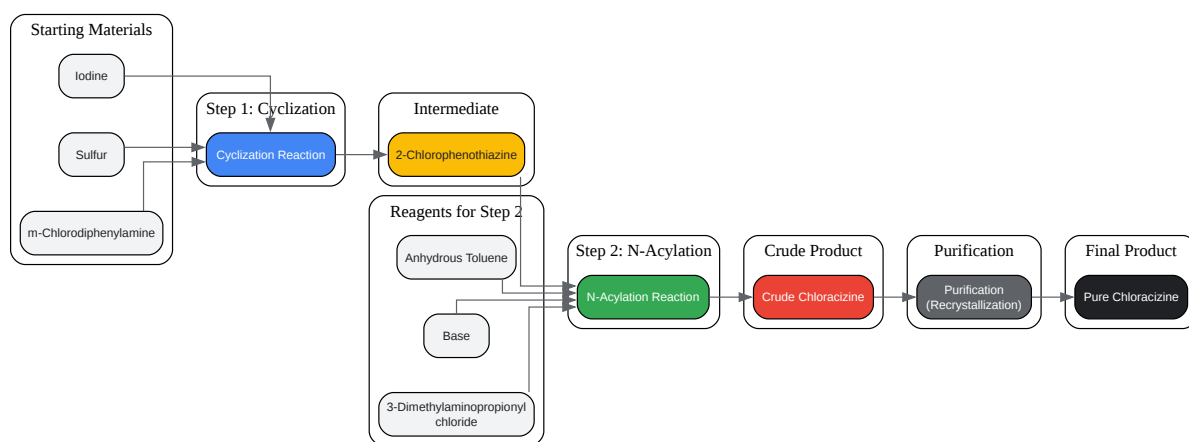 Starting Materials
Iodine
Sulfur
m-Chlorodiphenylamine
Step 1: Cyclization
Cyclization Reaction
Intermediate
2-Chlorophenothiazine
Reagents for Step 2
Anhydrous Toluene
Base
3-Dimethylaminopropionyl
chloride
Step 2: N-Acylation
N-Acylation Reaction
Crude Product
Crude Chloracizine
Purification
Purification
(Recrystallization)
Final Product
Pure Chloracizine